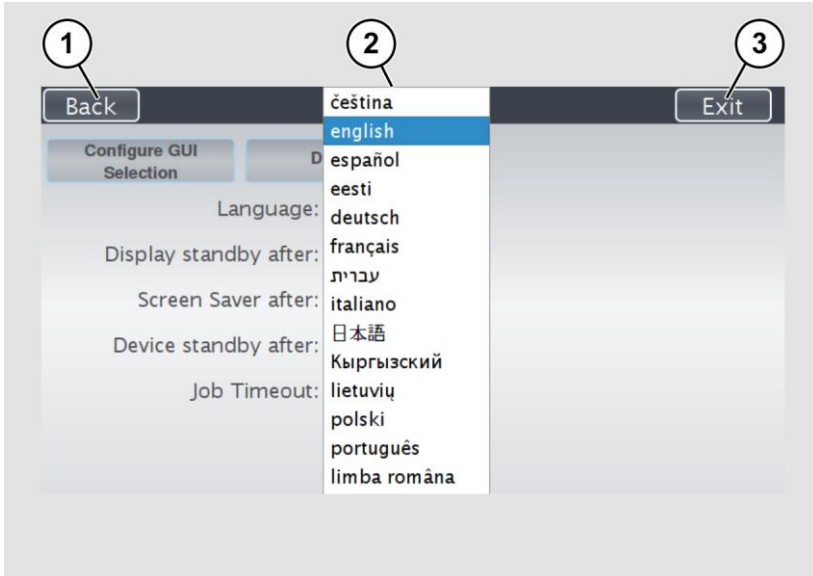 1
2
3
Back
Exit
Configure GUI
Selection
D
Language:
Display standby after:
Screen Saver after:
Device standby after:
Job Timeout:
čeština
english
español
eesti
deutsch
français
עברית
italiano
日本語
Кыргызский
lietuvių
polski
português
limba română